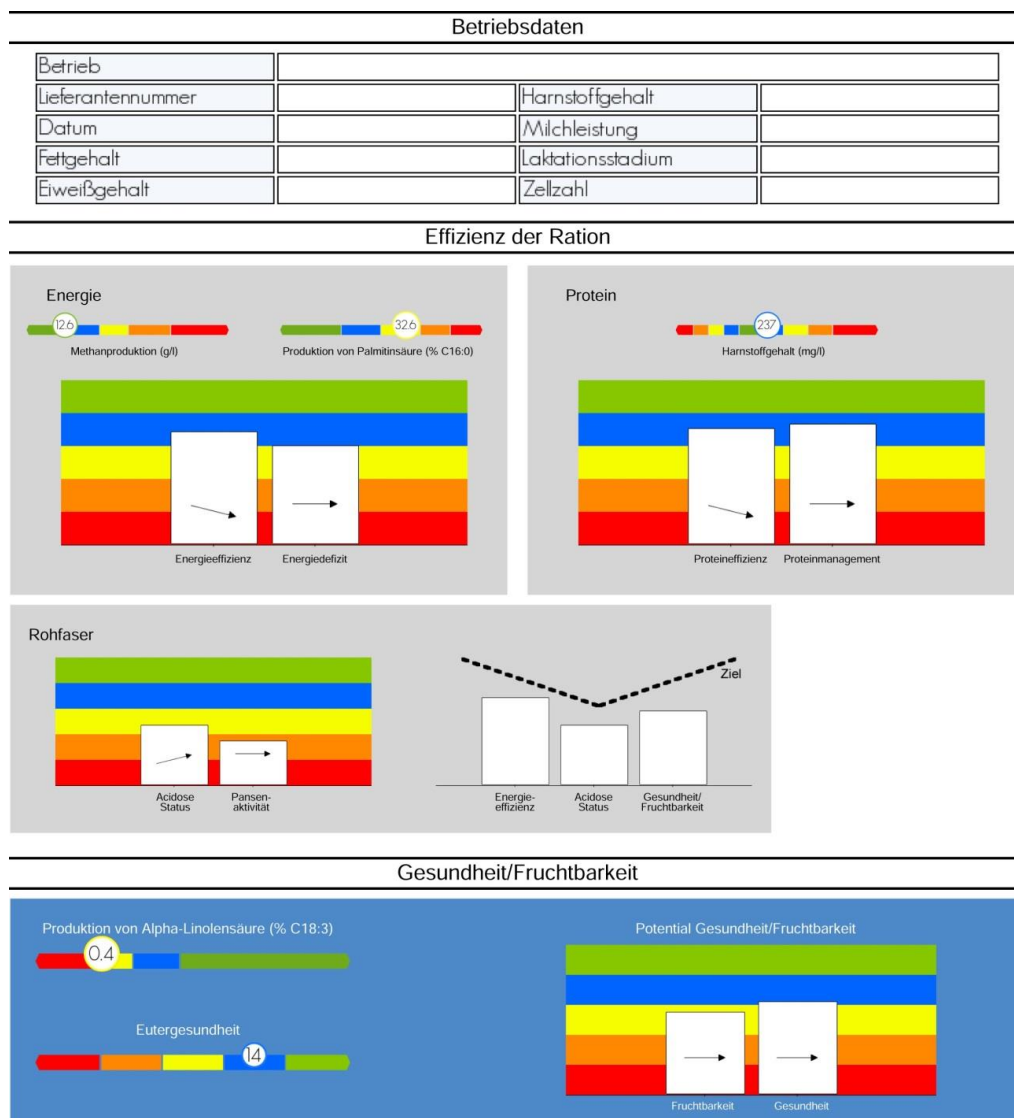 Betriebsdaten
Betrieb
Lieferantennummer
Harnstoffgehalt
Datum
Milchleistung
Fettgehalt
Laktationsstadium
Eiweißgehalt
Zellzahl
Effizienz der Ration
Energie
12.6
Methanproduktion (g/l)
32.6
Produktion von Palmitinsäure (% C16:0)
Energieeffizienz
Energiedefizit
Protein
237
Harnstoffgehalt (mg/l)
Proteineffizienz
Proteinmanagement
Rohfaser
Acidose
Status
Pansen-
aktivität
Ziel
Energie-
effizienz
Acidose
Status
Gesundheit/
Fruchtbarkeit
Gesundheit/Fruchtbarkeit
Produktion von Alpha-Linolensäure (% C18:3)
0.4
Eutergesundheit
14
Potential Gesundheit/Fruchtbarkeit
Fruchtbarkeit
Gesundheit